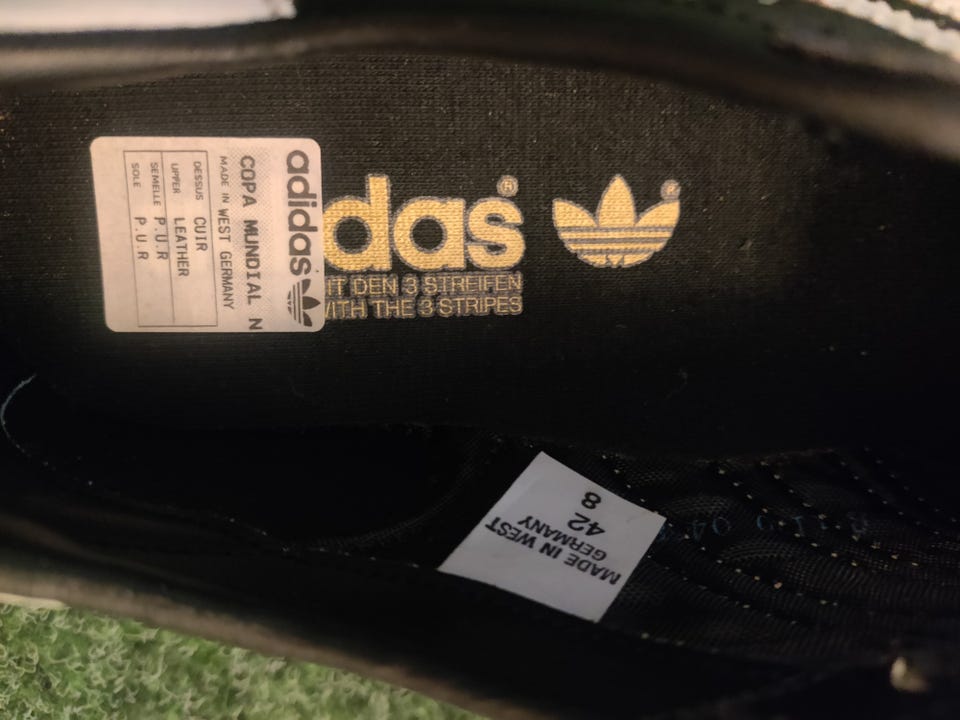 adidas
COPA MUNDIAL N
MADE IN WEST GERMANY
DESSUS CUIR
UPPER LEATHER
SEMELLE P.U.R
SOLE P.U.R
das®
IT DEN 3 STREIFEN
WITH THE 3 STRIPES
8
42
MADE IN WEST
GERMANY